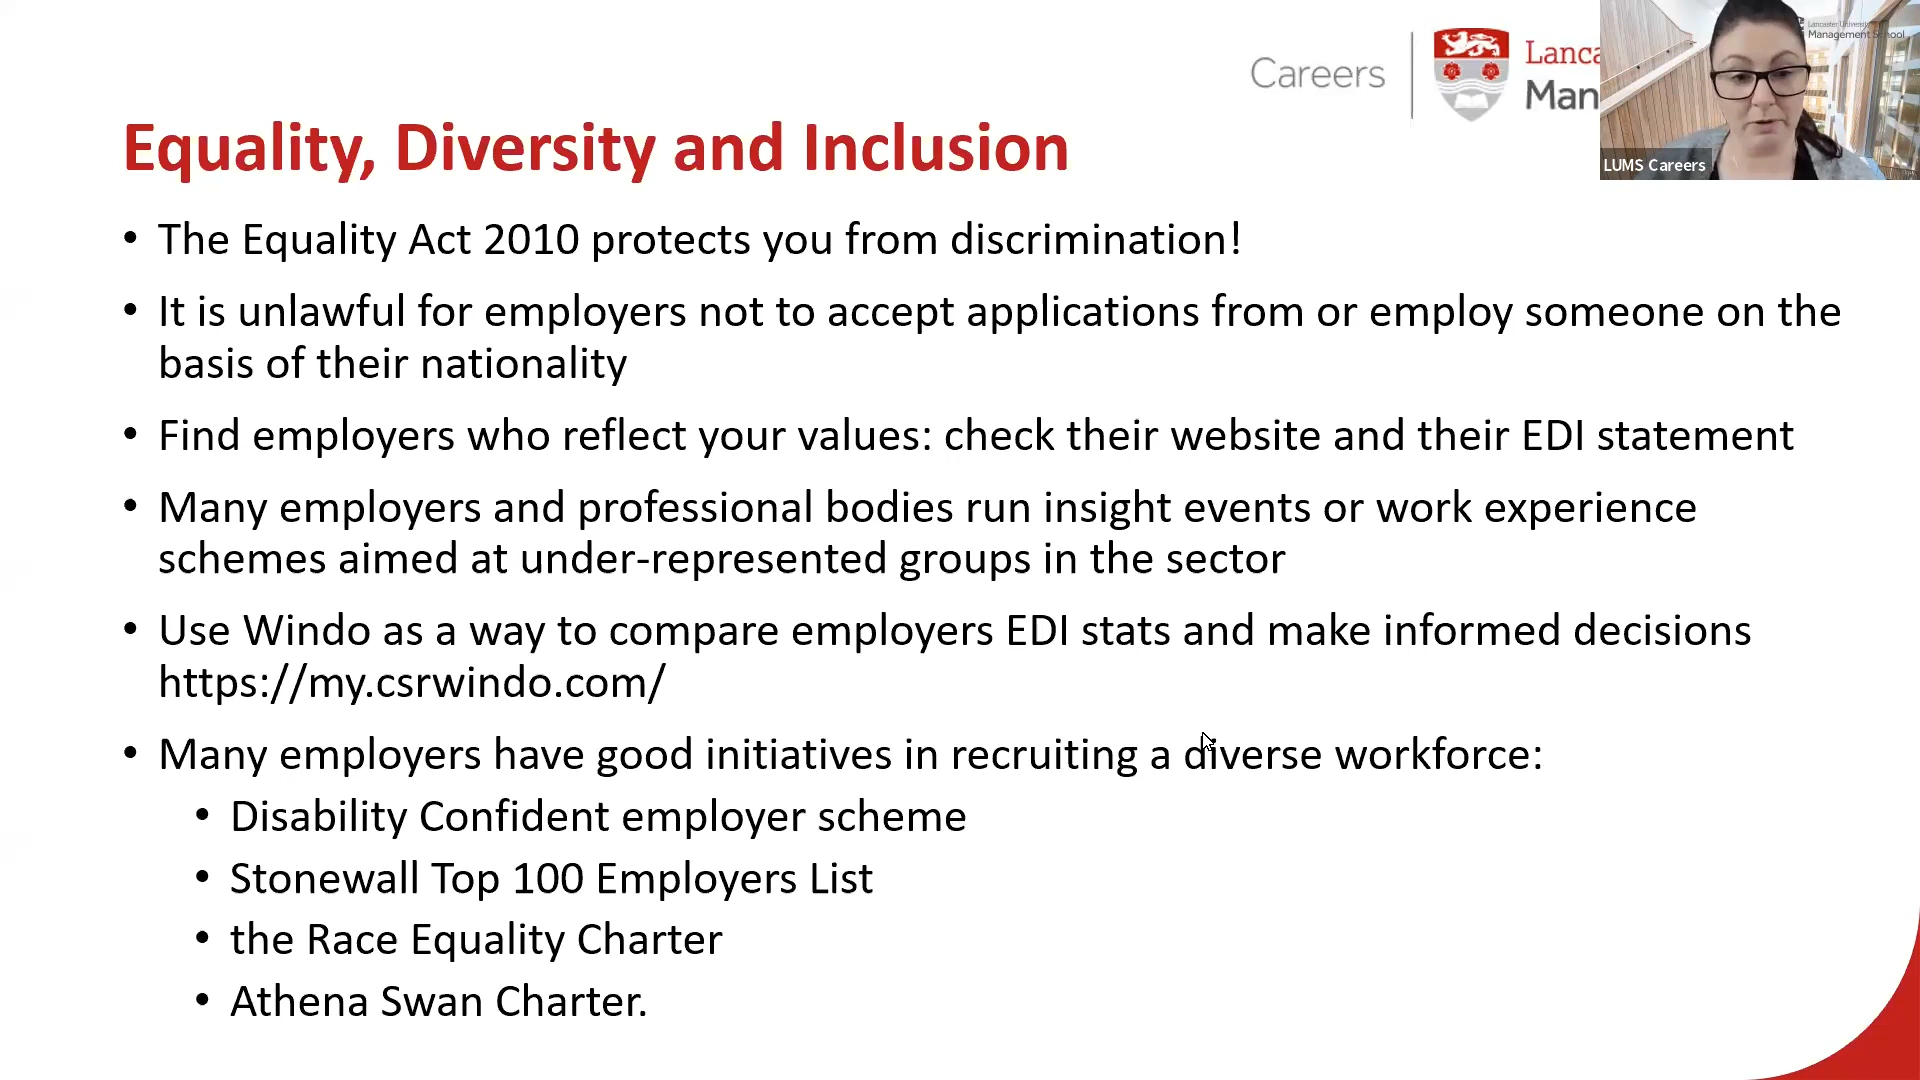 Careers
Lanca
Man
Lancaster University
Management School
LUMS Careers
Equality, Diversity and Inclusion
• The Equality Act 2010 protects you from discrimination!
• It is unlawful for employers not to accept applications from or employ someone on the
basis of their nationality
• Find employers who reflect your values: check their website and their EDI statement
• Many employers and professional bodies run insight events or work experience
schemes aimed at under-represented groups in the sector
• Use Windo as a way to compare employers EDI stats and make informed decisions
https://my.csrwindo.com/
• Many employers have good initiatives in recruiting a diverse workforce:
• Disability Confident employer scheme
• Stonewall Top 100 Employers List
• the Race Equality Charter
• Athena Swan Charter.